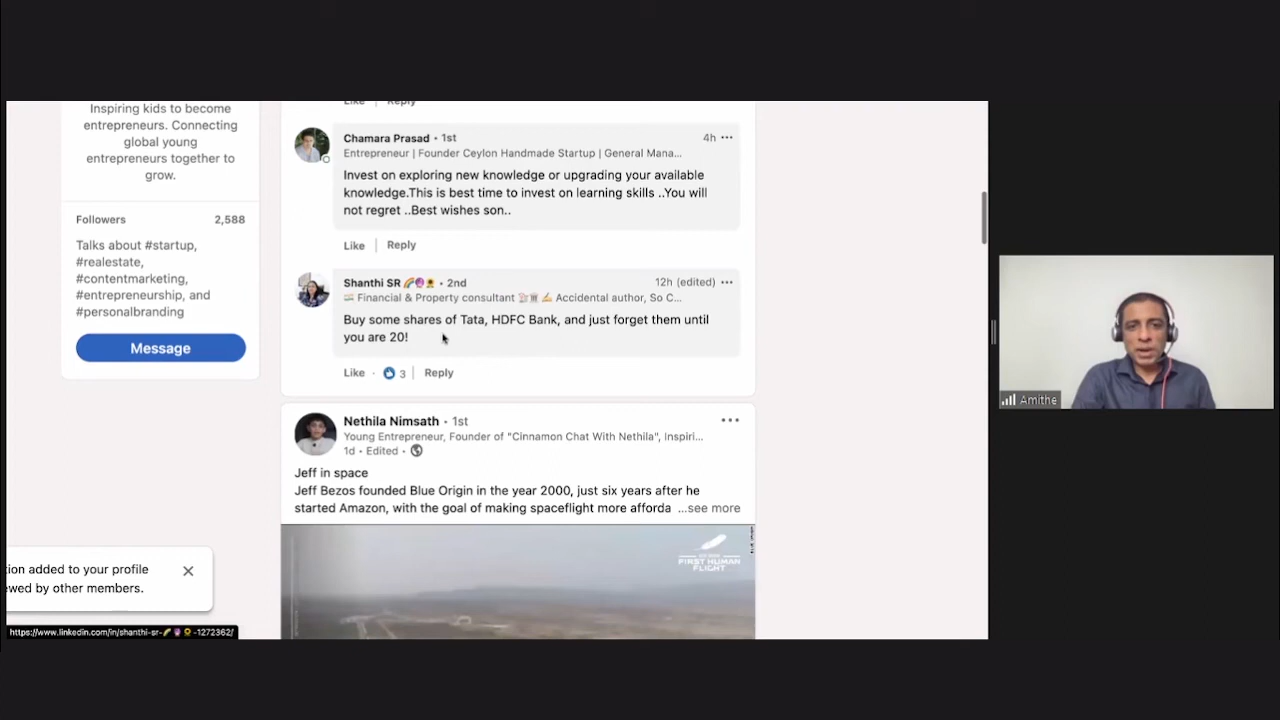 Inspiring kids to become
entrepreneurs. Connecting
global young
entrepreneurs together to
grow.
Followers 2,588
Talks about #startup,
#realestate,
#contentmarketing,
#entrepreneurship, and
#personalbranding
Message
tion added to your profile
ewed by other members.
https://www.linkedin.com/in/shanthi-sr-🌈🔮🌻-1272362/
Like Reply
Chamara Prasad • 1st 4h •••
Entrepreneur | Founder Ceylon Handmade Startup | General Mana...
Invest on exploring new knowledge or upgrading your available
knowledge.This is best time to invest on learning skills ..You will
not regret ..Best wishes son..
Like | Reply
Shanthi SR 🌈🔮🌻 • 2nd 12h (edited) •••
Financial & Property consultant Accidental author, So C...
Buy some shares of Tata, HDFC Bank, and just forget them until
you are 20!
Like · 3 | Reply
Nethila Nimsath • 1st •••
Young Entrepreneur, Founder of "Cinnamon Chat With Nethila", Inspiri...
1d • Edited •
Jeff in space
Jeff Bezos founded Blue Origin in the year 2000, just six years after he
started Amazon, with the goal of making spaceflight more afforda ...see more
FIRST HUMAN
FLIGHT
Amithe